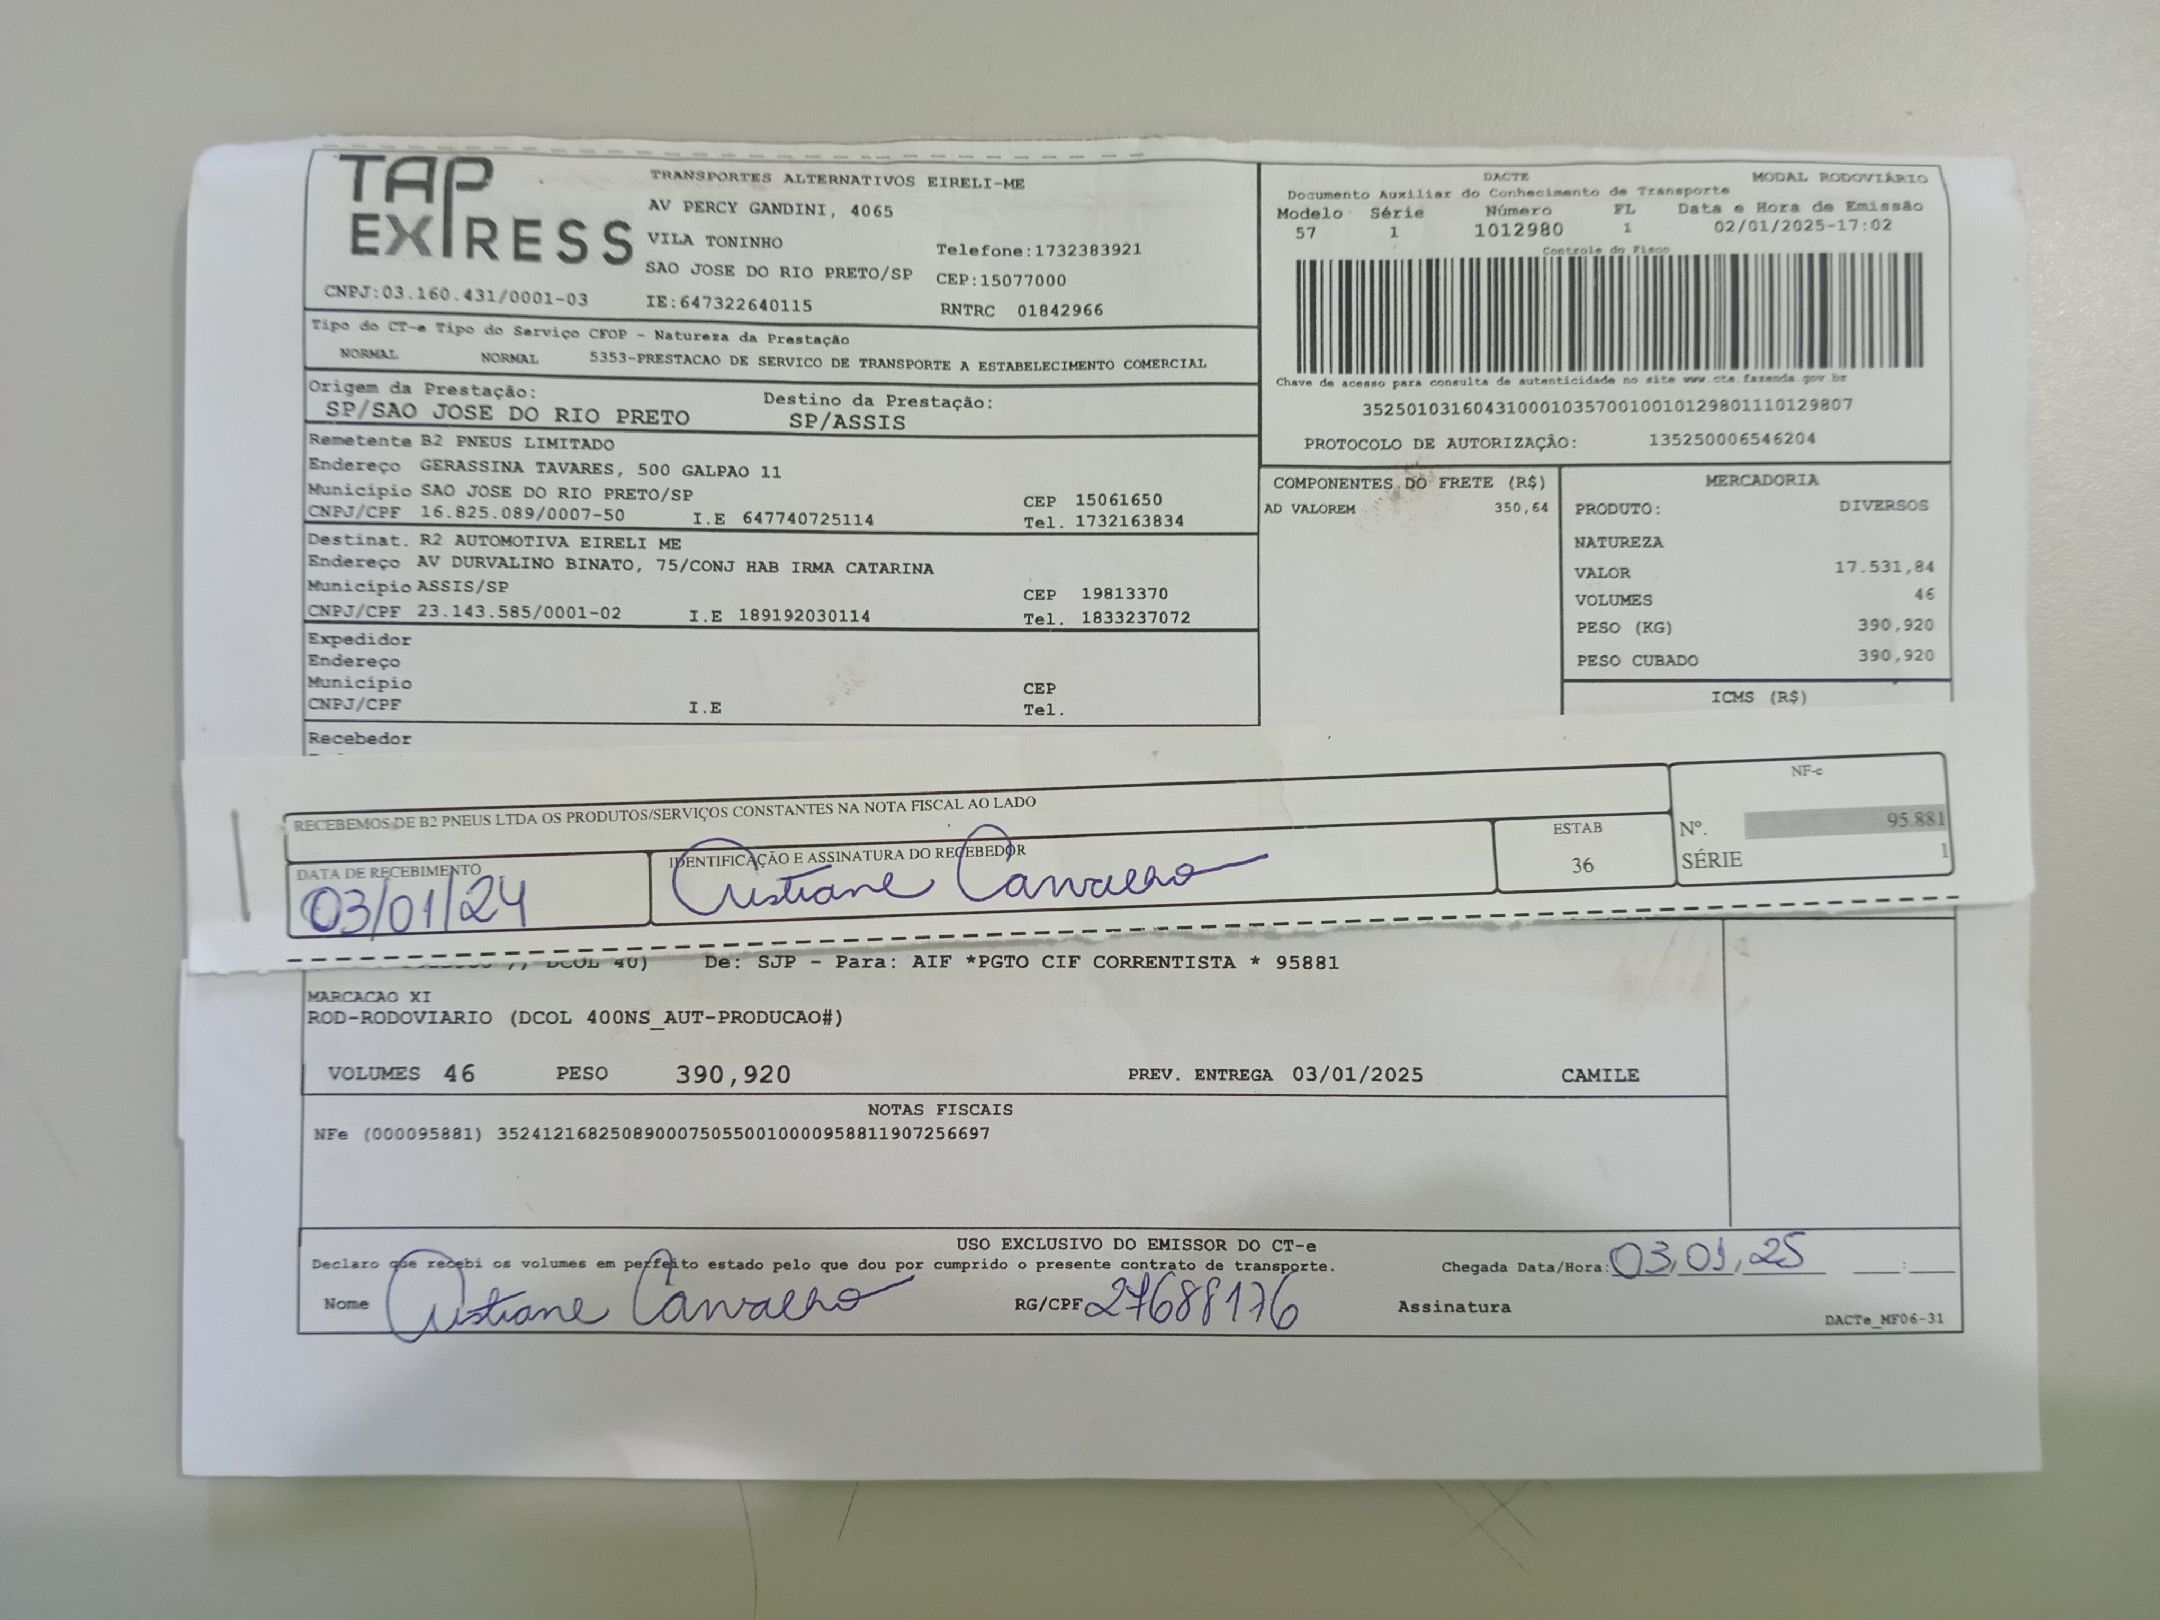 TAP EXPRESS
TRANSPORTES ALTERNATIVOS EIRELI-ME
AV PERCY GANDINI, 4065
VILA TONINHO
Telefone:1732383921
SAO JOSE DO RIO PRETO/SP CEP:15077000
CNPJ:03.160.431/0001-03 IE:647322640115 RNTRC 01842966
DACTE MODAL RODOVIÁRIO
Documento Auxiliar do Conhecimento de Transporte
Modelo Série Número FL Data e Hora de Emissão
57 1 1012980 1 02/01/2025-17:02
Controle do Fisco
Chave de acesso para consulta de autenticidade no site www.cte.fazenda.gov.br
35250103160431000103570010010129801110129807
PROTOCOLO DE AUTORIZAÇÃO: 135250006546204
Tipo do CT-e Tipo do Serviço CFOP - Natureza da Prestação
NORMAL NORMAL 5353-PRESTACAO DE SERVICO DE TRANSPORTE A ESTABELECIMENTO COMERCIAL
Origem da Prestação: Destino da Prestação:
SP/SAO JOSE DO RIO PRETO SP/ASSIS
Remetente B2 PNEUS LIMITADO
Endereço GERASSINA TAVARES, 500 GALPAO 11
Município SAO JOSE DO RIO PRETO/SP CEP 15061650
CNPJ/CPF 16.825.089/0007-50 I.E 647740725114 Tel. 1732163834
Destinat. R2 AUTOMOTIVA EIRELI ME
Endereço AV DURVALINO BINATO, 75/CONJ HAB IRMA CATARINA
Município ASSIS/SP CEP 19813370
CNPJ/CPF 23.143.585/0001-02 I.E 189192030114 Tel. 1833237072
Expedidor
Endereço
Município CEP
CNPJ/CPF I.E Tel.
Recebedor
COMPONENTES DO FRETE (R$)
AD VALOREM 350,64
MERCADORIA
PRODUTO: DIVERSOS
NATUREZA
VALOR 17.531,84
VOLUMES 46
PESO (KG) 390,920
PESO CUBADO 390,920
ICMS (R$)
RECEBEMOS DE B2 PNEUS LTDA OS PRODUTOS/SERVIÇOS CONSTANTES NA NOTA FISCAL AO LADO
NF-e
Nº. 95.881
SÉRIE 1
DATA DE RECEBIMENTO IDENTIFICAÇÃO E ASSINATURA DO RECEBEDOR ESTAB
03/01/24 Cristiane Carvalho 36
DCOL 40) De: SJP - Para: AIF *PGTO CIF CORRENTISTA * 95881
MARCACAO XI
ROD-RODOVIARIO (DCOL 400NS_AUT-PRODUCAO#)
VOLUMES 46 PESO 390,920 PREV. ENTREGA 03/01/2025 CAMILE
NOTAS FISCAIS
NFe (000095881) 35241216825089000750550010000958811907256697
USO EXCLUSIVO DO EMISSOR DO CT-e
Declaro que recebi os volumes em perfeito estado pelo que dou por cumprido o presente contrato de transporte. Chegada Data/Hora: 03,01,25 __:__
Nome Cristiane Carvalho RG/CPF 27688176 Assinatura
DACTe_MF06-31